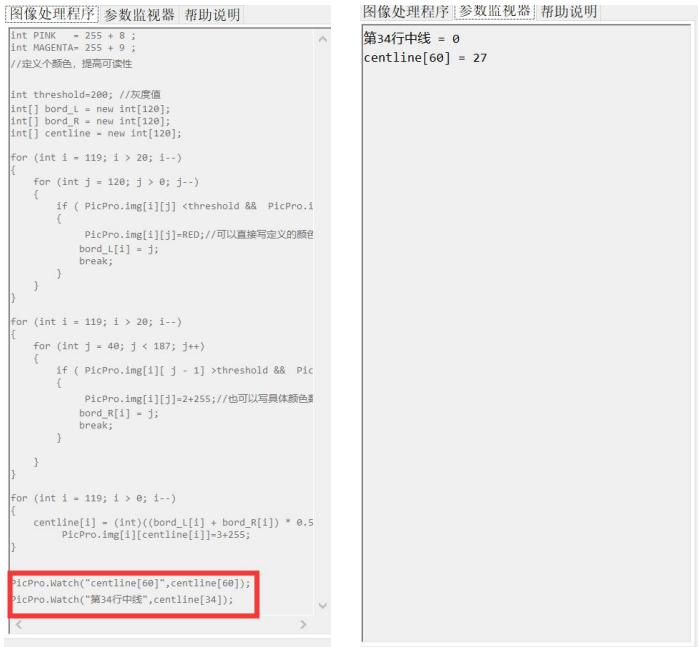 图像处理程序 参数监视器 帮助说明
int PINK   = 255 + 8 ;
int MAGENTA= 255 + 9 ;
//定义个颜色，提高可读性
int threshold=200; //灰度值
int[] bord_L = new int[120];
int[] bord_R = new int[120];
int[] centline = new int[120];
for (int i = 119; i > 20; i--)
{
    for (int j = 120; j > 0; j--)
    {
        if ( PicPro.img[i][j] <threshold &&  PicPro.i
        {
            PicPro.img[i][j]=RED;//可以直接写定义的颜色
            bord_L[i] = j;
            break;
        }
    }
}
for (int i = 119; i > 20; i--)
{
    for (int j = 40; j < 187; j++)
    {
        if ( PicPro.img[i][ j - 1] >threshold &&  Pic
        {
            PicPro.img[i][j]=2+255;//也可以写具体颜色
            bord_R[i] = j;
            break;
        }
    }
}
for (int i = 119; i > 0; i--)
{
    centline[i] = (int)((bord_L[i] + bord_R[i]) * 0.5
        PicPro.img[i][centline[i]]=3+255;
}
PicPro.Watch("centline[60]",centline[60]);
PicPro.Watch("第34行中线",centline[34]);
图像处理程序 参数监视器 帮助说明
第34行中线 = 0
centline[60] = 27